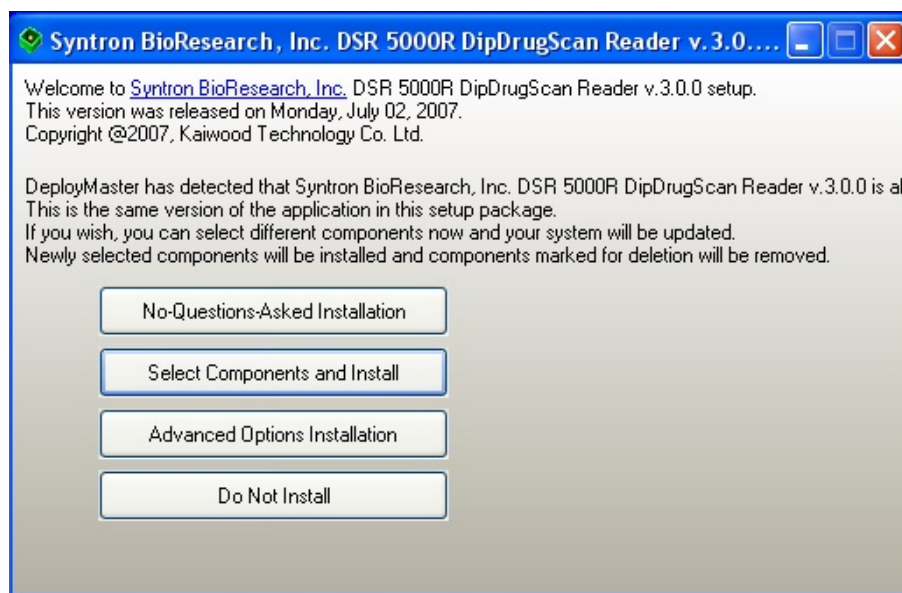 Syntron BioResearch, Inc. DSR 5000R DipDrugScan Reader v.3.0....
Welcome to Syntron BioResearch, Inc. DSR 5000R DipDrugScan Reader v.3.0.0 setup.
This version was released on Monday, July 02, 2007.
Copyright @2007, Kaiwood Technology Co. Ltd.
DeployMaster has detected that Syntron BioResearch, Inc. DSR 5000R DipDrugScan Reader v.3.0.0 is
This is the same version of the application in this setup package.
If you wish, you can select different components now and your system will be updated.
Newly selected components will be installed and components marked for deletion will be removed.
No-Questions-Asked Installation
Select Components and Install
Advanced Options Installation
Do Not Install